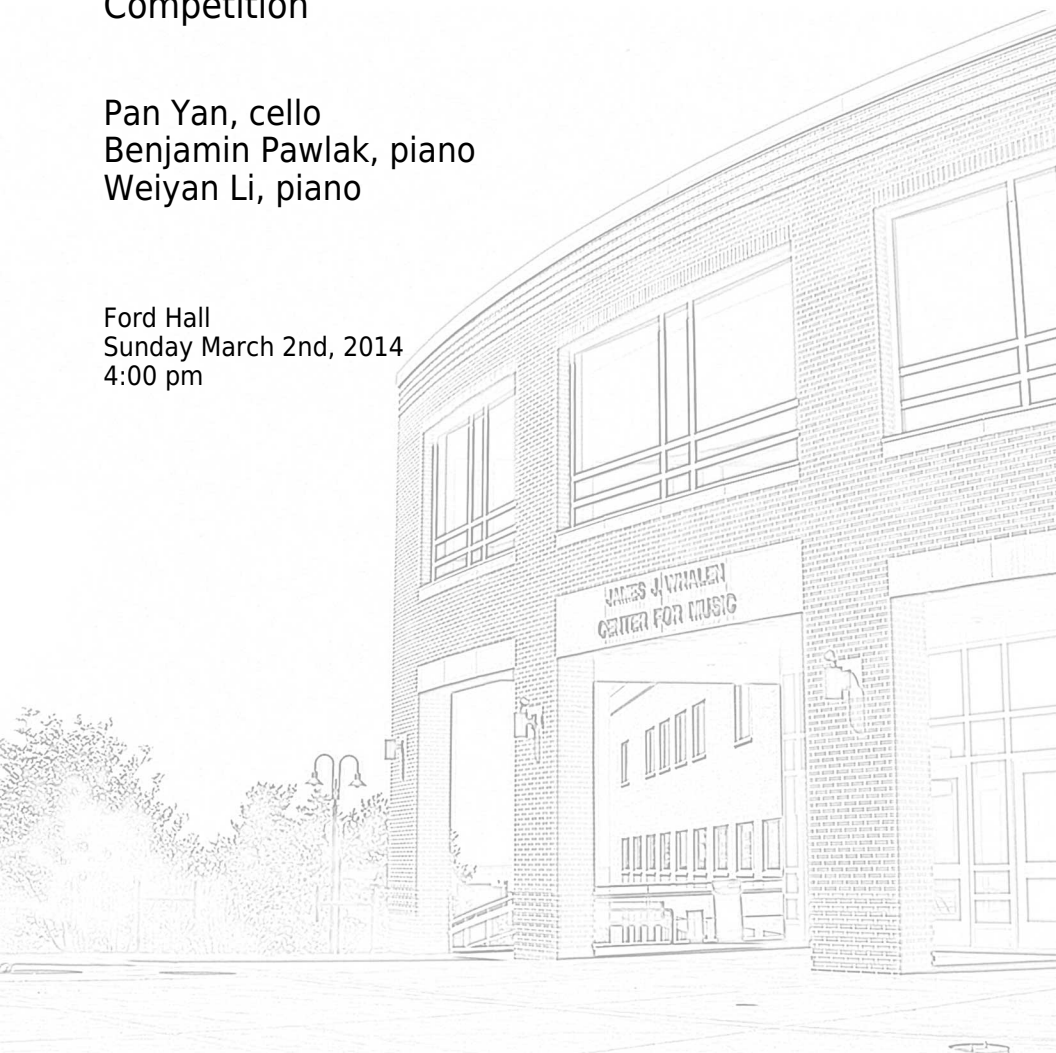 Competition
Pan Yan, cello
Benjamin Pawlak, piano
Weiyan Li, piano
Ford Hall
Sunday March 2nd, 2014
4:00 pm
JAMES J. WHALEN
CENTER FOR MUSIC